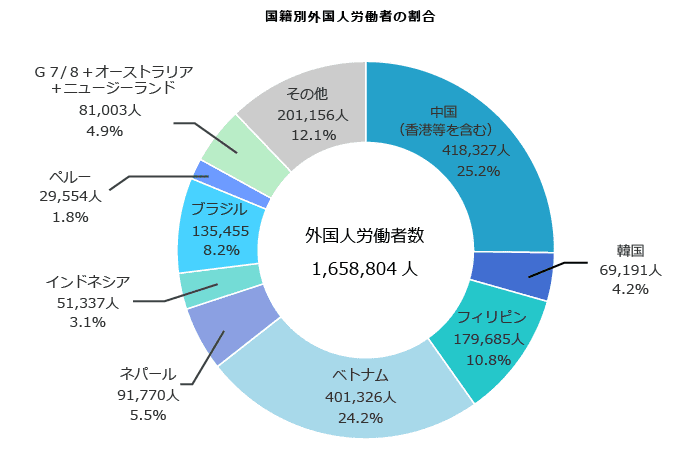 国籍別外国人労働者の割合
中国
（香港等を含む）
418,327人
25.2%
韓国
69,191人
4.2%
フィリピン
179,685人
10.8%
ベトナム
401,326人
24.2%
ネパール
91,770人
5.5%
インドネシア
51,337人
3.1%
ブラジル
135,455
8.2%
ペルー
29,554人
1.8%
Ｇ７/８＋オーストラリア
＋ニュージーランド
81,003人
4.9%
その他
201,156人
12.1%
外国人労働者数
1,658,804 人